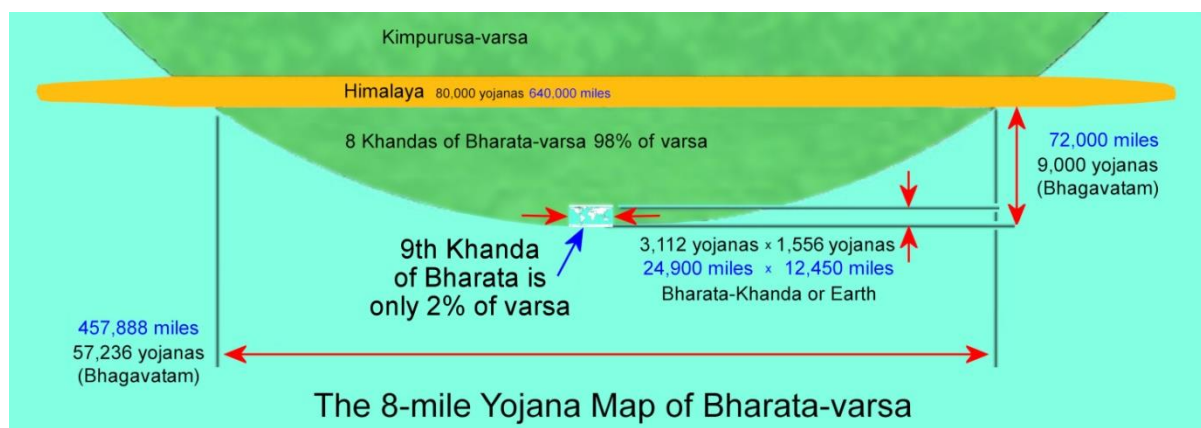 Kimpurusa-varsa
Himalaya 80,000 yojanas 640,000 miles
8 Khandas of Bharata-varsa 98% of varsa
72,000 miles
9,000 yojanas
(Bhagavatam)
9th Khanda
of Bharata is
only 2% of varsa
3,112 yojanas x 1,556 yojanas
24,900 miles x 12,450 miles
Bharata-Khanda or Earth
457,888 miles
57,236 yojanas
(Bhagavatam)
The 8-mile Yojana Map of Bharata-varsa